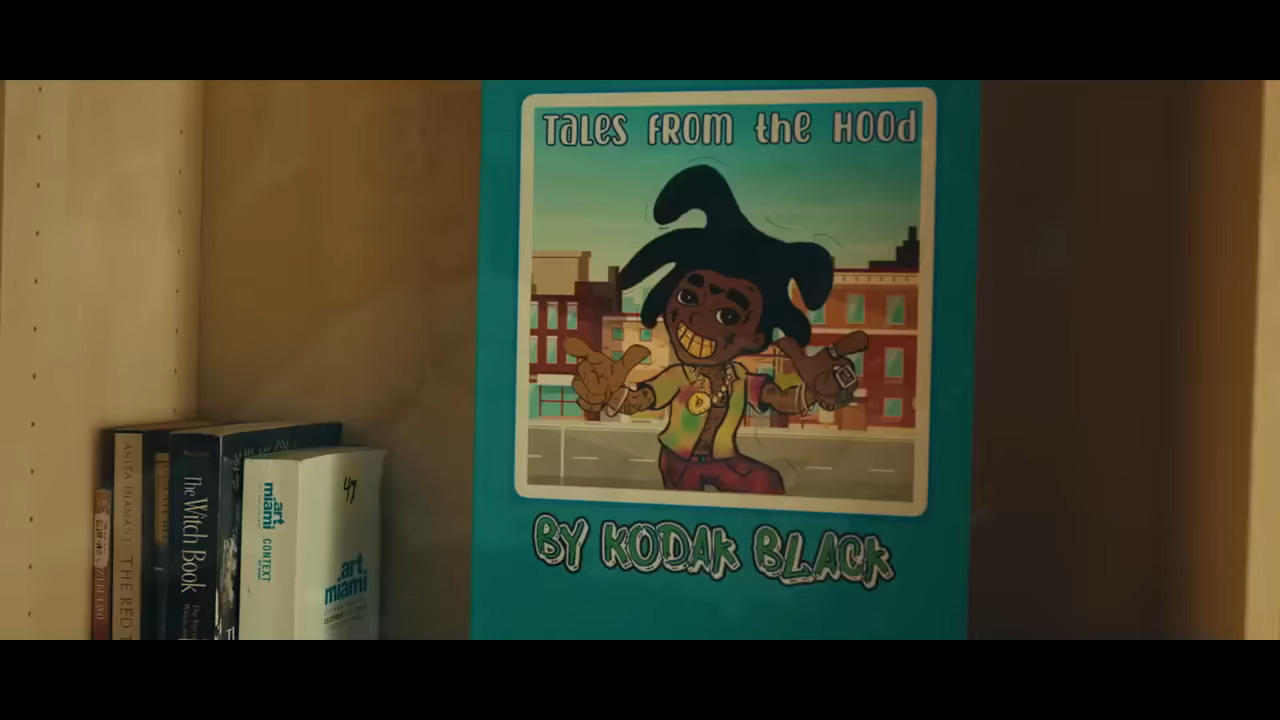 Tales FROM the HOOd
BY KODAK BLACK
ANITA DIAMANT THE RED T
The Witch Book
art
miami
CONTEXT
47
art
miami